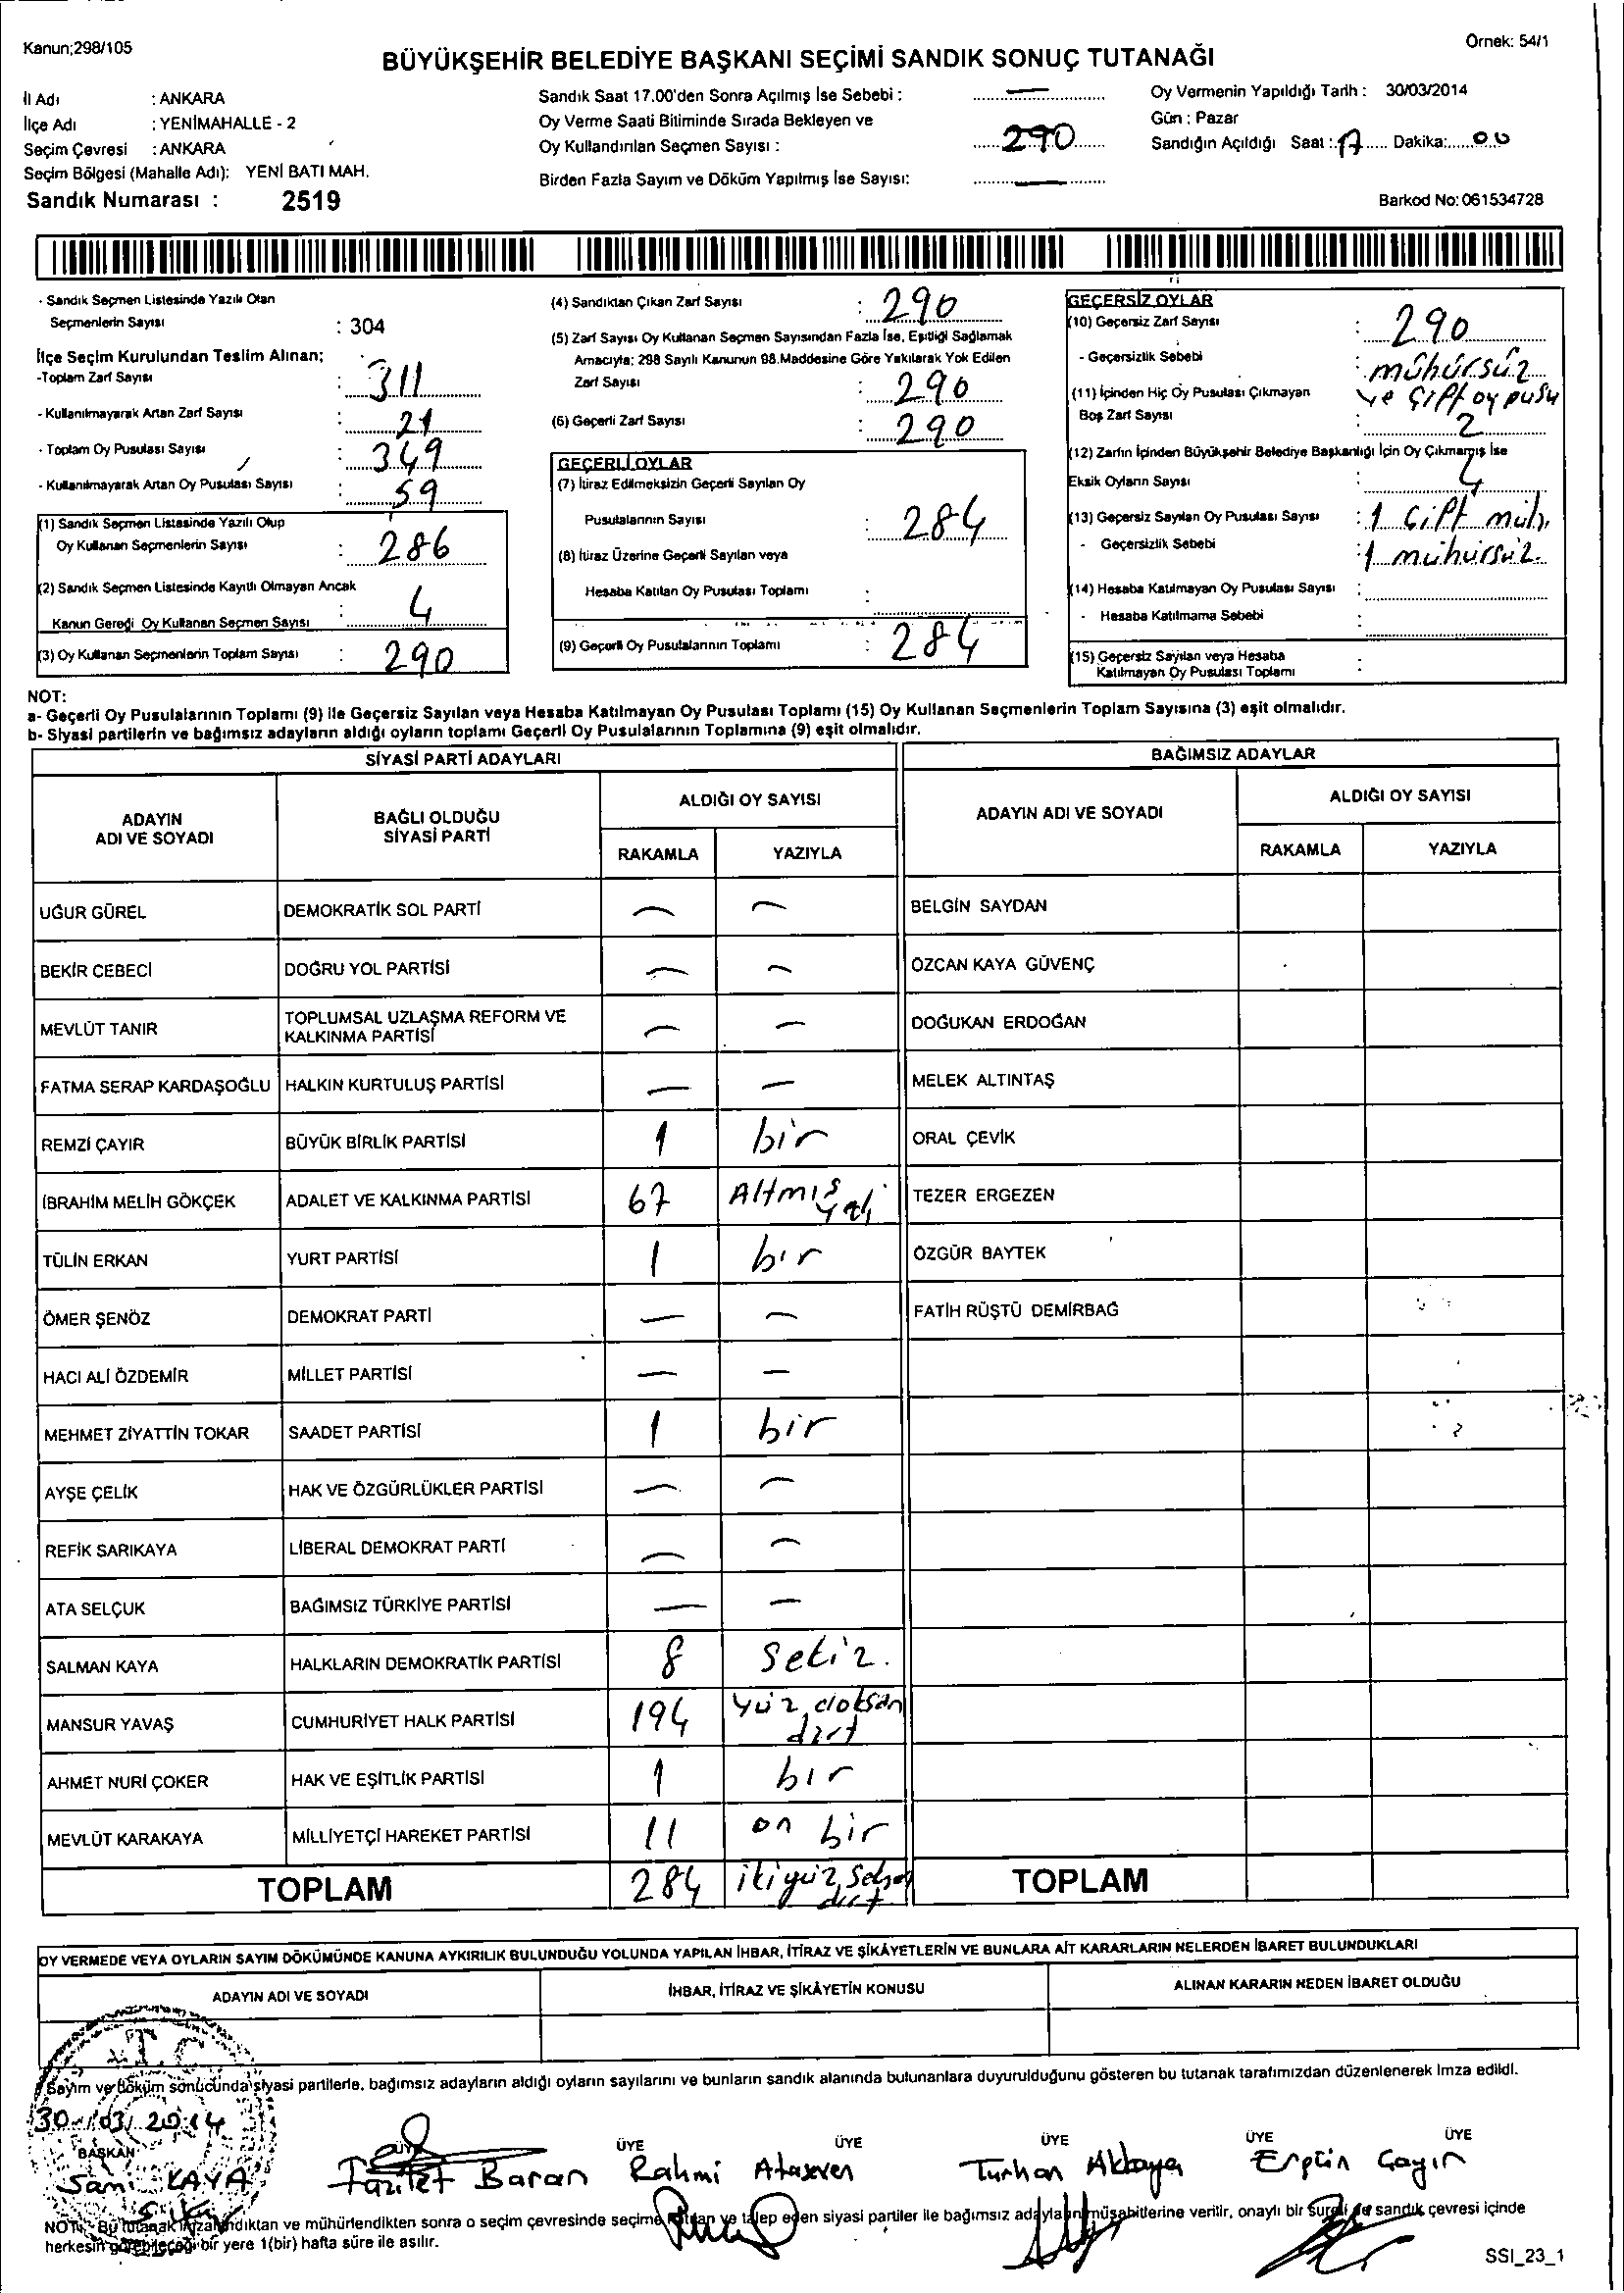 Kanun;298/105
Örnek: 54/1
BÜYÜKŞEHİR BELEDİYE BAŞKANI SEÇİMİ SANDIK SONUÇ TUTANAĞI
İl Adı : ANKARA
İlçe Adı : YENİMAHALLE - 2
Seçim Çevresi : ANKARA
Seçim Bölgesi (Mahalle Adı): YENİ BATI MAH.
Sandık Numarası : 2519
Sandık Saat 17.00'den Sonra Açılmış İse Sebebi : —
Oy Verme Saati Bitiminde Sırada Bekleyen ve
Oy Kullandırılan Seçmen Sayısı : 290
Birden Fazla Sayım ve Döküm Yapılmış İse Sayısı: —
Oy Vermenin Yapıldığı Tarih : 30/03/2014
Gün : Pazar
Sandığın Açıldığı Saat : 17 Dakika: 00
Barkod No: 061534728
- Sandık Seçmen Listesinde Yazılı Olan
Seçmenlerin Sayısı : 304
İlçe Seçim Kurulundan Teslim Alınan;
-Toplam Zarf Sayısı : 311
- Kullanılmayarak Artan Zarf Sayısı : 21
- Toplam Oy Pusulası Sayısı : 349
- Kullanılmayarak Artan Oy Pusulası Sayısı : 59
(1) Sandık Seçmen Listesinde Yazılı Olup
Oy Kullanan Seçmenlerin Sayısı : 286
(2) Sandık Seçmen Listesinde Kayıtlı Olmayan Ancak
Kanun Gereği Oy Kullanan Seçmen Sayısı : 4
(3) Oy Kullanan Seçmenlerin Toplam Sayısı : 290
(4) Sandıktan Çıkan Zarf Sayısı : 290
(5) Zarf Sayısı Oy Kullanan Seçmen Sayısından Fazla İse, Eşitliği Sağlamak
Amacıyla; 298 Sayılı Kanunun 98.Maddesine Göre Yakılarak Yok Edilen
Zarf Sayısı : 290
(6) Geçerli Zarf Sayısı : 290
GEÇERLİ OYLAR
(7) İtiraz Edilmeksizin Geçerli Sayılan Oy
Pusulalarının Sayısı : 284
(8) İtiraz Üzerine Geçerli Sayılan veya
Hesaba Katılan Oy Pusulası Toplamı :
(9) Geçerli Oy Pusulalarının Toplamı : 284
GEÇERSİZ OYLAR
(10) Geçersiz Zarf Sayısı : 290
- Geçersizlik Sebebi : mühürsüz
ve çift oy pusu
(11) İçinden Hiç Oy Pusulası Çıkmayan
Boş Zarf Sayısı : 2
(12) Zarfın İçinden Büyükşehir Belediye Başkanlığı İçin Oy Çıkmamış İse
Eksik Oyların Sayısı : 4
(13) Geçersiz Sayılan Oy Pusulası Sayısı : 1 Çift müh.
- Geçersizlik Sebebi : 1 mühürsüz.
(14) Hesaba Katılmayan Oy Pusulası Sayısı :
- Hesaba Katılmama Sebebi :
(15) Geçersiz Sayılan veya Hesaba
Katılmayan Oy Pusulası Toplamı :
NOT:
a- Geçerli Oy Pusulalarının Toplamı (9) ile Geçersiz Sayılan veya Hesaba Katılmayan Oy Pusulası Toplamı (15) Oy Kullanan Seçmenlerin Toplam Sayısına (3) eşit olmalıdır.
b- Siyasi partilerin ve bağımsız adayların aldığı oyların toplamı Geçerli Oy Pusulalarının Toplamına (9) eşit olmalıdır.
SİYASİ PARTİ ADAYLARI
ADAYIN ADI VE SOYADI
BAĞLI OLDUĞU SİYASİ PARTİ
ALDIĞI OY SAYISI
RAKAMLA YAZIYLA
UĞUR GÜREL DEMOKRATİK SOL PARTİ — —
BEKİR CEBECİ DOĞRU YOL PARTİSİ — —
MEVLÜT TANIR TOPLUMSAL UZLAŞMA REFORM VE KALKINMA PARTİSİ — —
FATMA SERAP KARDAŞOĞLU HALKIN KURTULUŞ PARTİSİ — —
REMZİ ÇAYIR BÜYÜK BİRLİK PARTİSİ 1 bir
İBRAHİM MELİH GÖKÇEK ADALET VE KALKINMA PARTİSİ 67 Altmış yedi
TÜLİN ERKAN YURT PARTİSİ 1 bır
ÖMER ŞENÖZ DEMOKRAT PARTİ — —
HACI ALİ ÖZDEMİR MİLLET PARTİSİ — —
MEHMET ZİYATTİN TOKAR SAADET PARTİSİ 1 bir
AYŞE ÇELİK HAK VE ÖZGÜRLÜKLER PARTİSİ — —
REFİK SARIKAYA LİBERAL DEMOKRAT PARTİ — —
ATA SELÇUK BAĞIMSIZ TÜRKİYE PARTİSİ — —
SALMAN KAYA HALKLARIN DEMOKRATİK PARTİSİ 8 Sekiz.
MANSUR YAVAŞ CUMHURİYET HALK PARTİSİ 194 yüz doksan dört
AHMET NURİ ÇOKER HAK VE EŞİTLİK PARTİSİ 1 bır
MEVLÜT KARAKAYA MİLLİYETÇİ HAREKET PARTİSİ 11 on bir
TOPLAM 284 ikiyüz seksen dört
BAĞIMSIZ ADAYLAR
ADAYIN ADI VE SOYADI
ALDIĞI OY SAYISI
RAKAMLA YAZIYLA
BELGİN SAYDAN
ÖZCAN KAYA GÜVENÇ
DOĞUKAN ERDOĞAN
MELEK ALTINTAŞ
ORAL ÇEVİK
TEZER ERGEZEN
ÖZGÜR BAYTEK
FATİH RÜŞTÜ DEMİRBAĞ
TOPLAM
OY VERMEDE VEYA OYLARIN SAYIM DÖKÜMÜNDE KANUNA AYKIRILIK BULUNDUĞU YOLUNDA YAPILAN İHBAR, İTİRAZ VE ŞİKÂYETLERİN VE BUNLARA AİT KARARLARIN NELERDEN İBARET BULUNDUKLARI
ADAYIN ADI VE SOYADI
İHBAR, İTİRAZ VE ŞİKÂYETİN KONUSU
ALINAN KARARIN NEDEN İBARET OLDUĞU
T.C
Sayım ve döküm sonucunda siyasi partilerle, bağımsız adayların aldığı oyların sayılarını ve bunların sandık alanında bulunanlara duyurulduğunu gösteren bu tutanak tarafımızdan düzenlenerek imza edildi.
30/03/2014
BAŞKAN ÜYE ÜYE ÜYE ÜYE ÜYE ÜYE
Sami KAYA Fazilet Baran Rahmi Ataseven Turhan Akkaya Ergün
NOT: Bu tutanak imzalandıktan ve mühürlendikten sonra o seçim çevresinde seçime katılan ve talep eden siyasi partiler ile bağımsız adayların müşahitlerine verilir, onaylı bir sureti de sandık çevresi içinde
herkesin görebileceği bir yere 1(bir) hafta süre ile asılır.
SSI_23_1